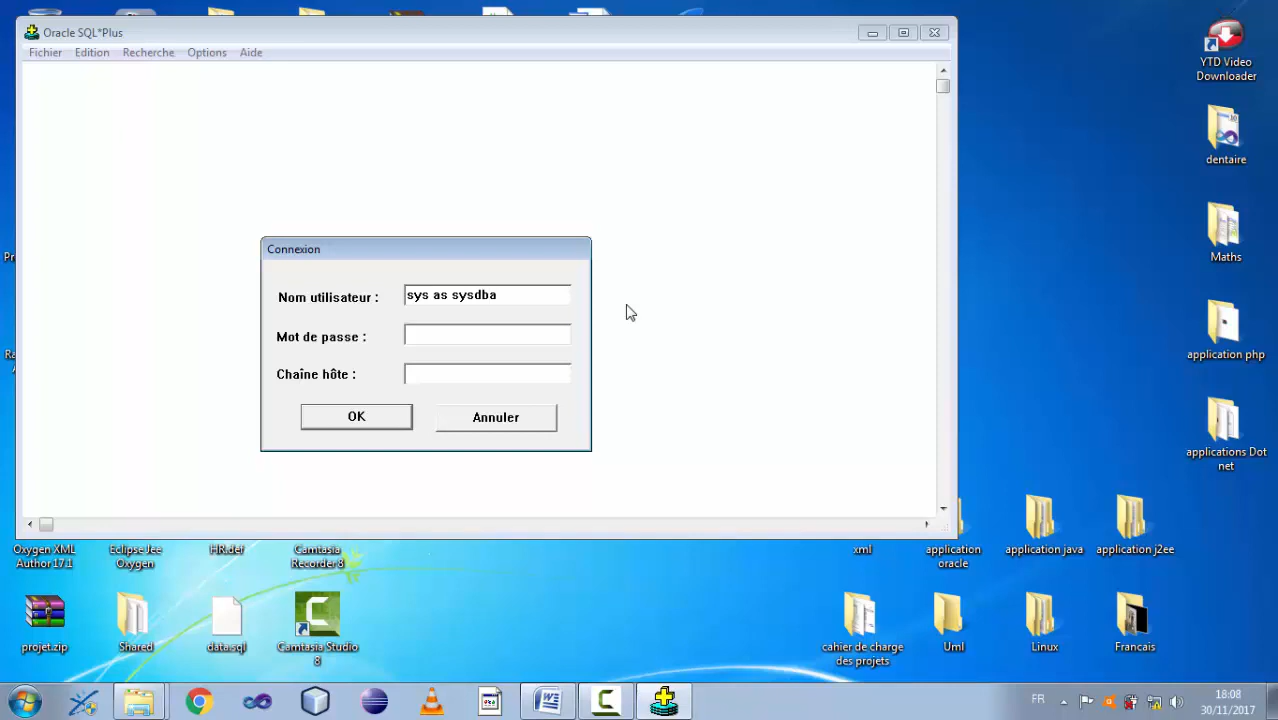 Oracle SQL*Plus
Fichier Edition Recherche Options Aide
Connexion
Nom utilisateur : sys as sysdba
Mot de passe :
Chaîne hôte :
OK Annuler
YTD Video
Downloader
dentaire
Maths
application php
applications Dot
net
Oxygen XML
Author 17.1
Eclipse Jee
Oxygen
HR.def
Camtasia
Recorder 8
xml
application
oracle
application java
application j2ee
projet.zip
Shared
data.sql
Camtasia Studio
8
cahier de charge
des projets
Uml
Linux
Francais
FR
18:08
30/11/2017